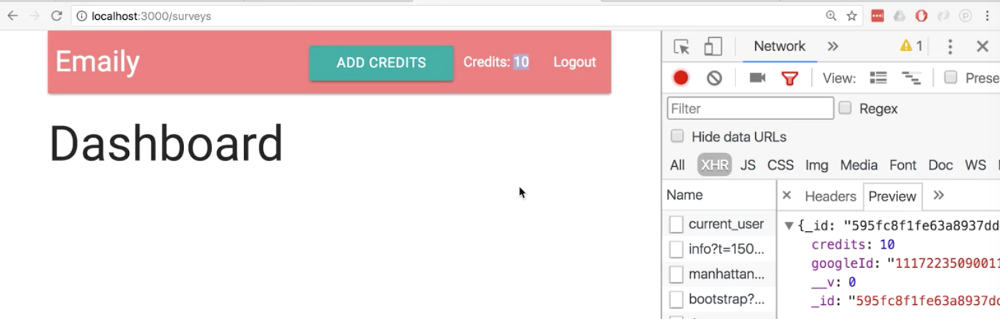 localhost:3000/surveys
Emaily
ADD CREDITS
Credits: 10
Logout
Dashboard
Network
1
View:
Prese
Filter
Regex
Hide data URLs
All XHR JS CSS Img Media Font Doc WS
Name
Headers Preview
current_user
info?t=150...
manhattan...
bootstrap?...
{_id: "595fc8f1fe63a8937dd
credits: 10
googleId: "11172235090011
__v: 0
_id: "595fc8f1fe63a8937dd